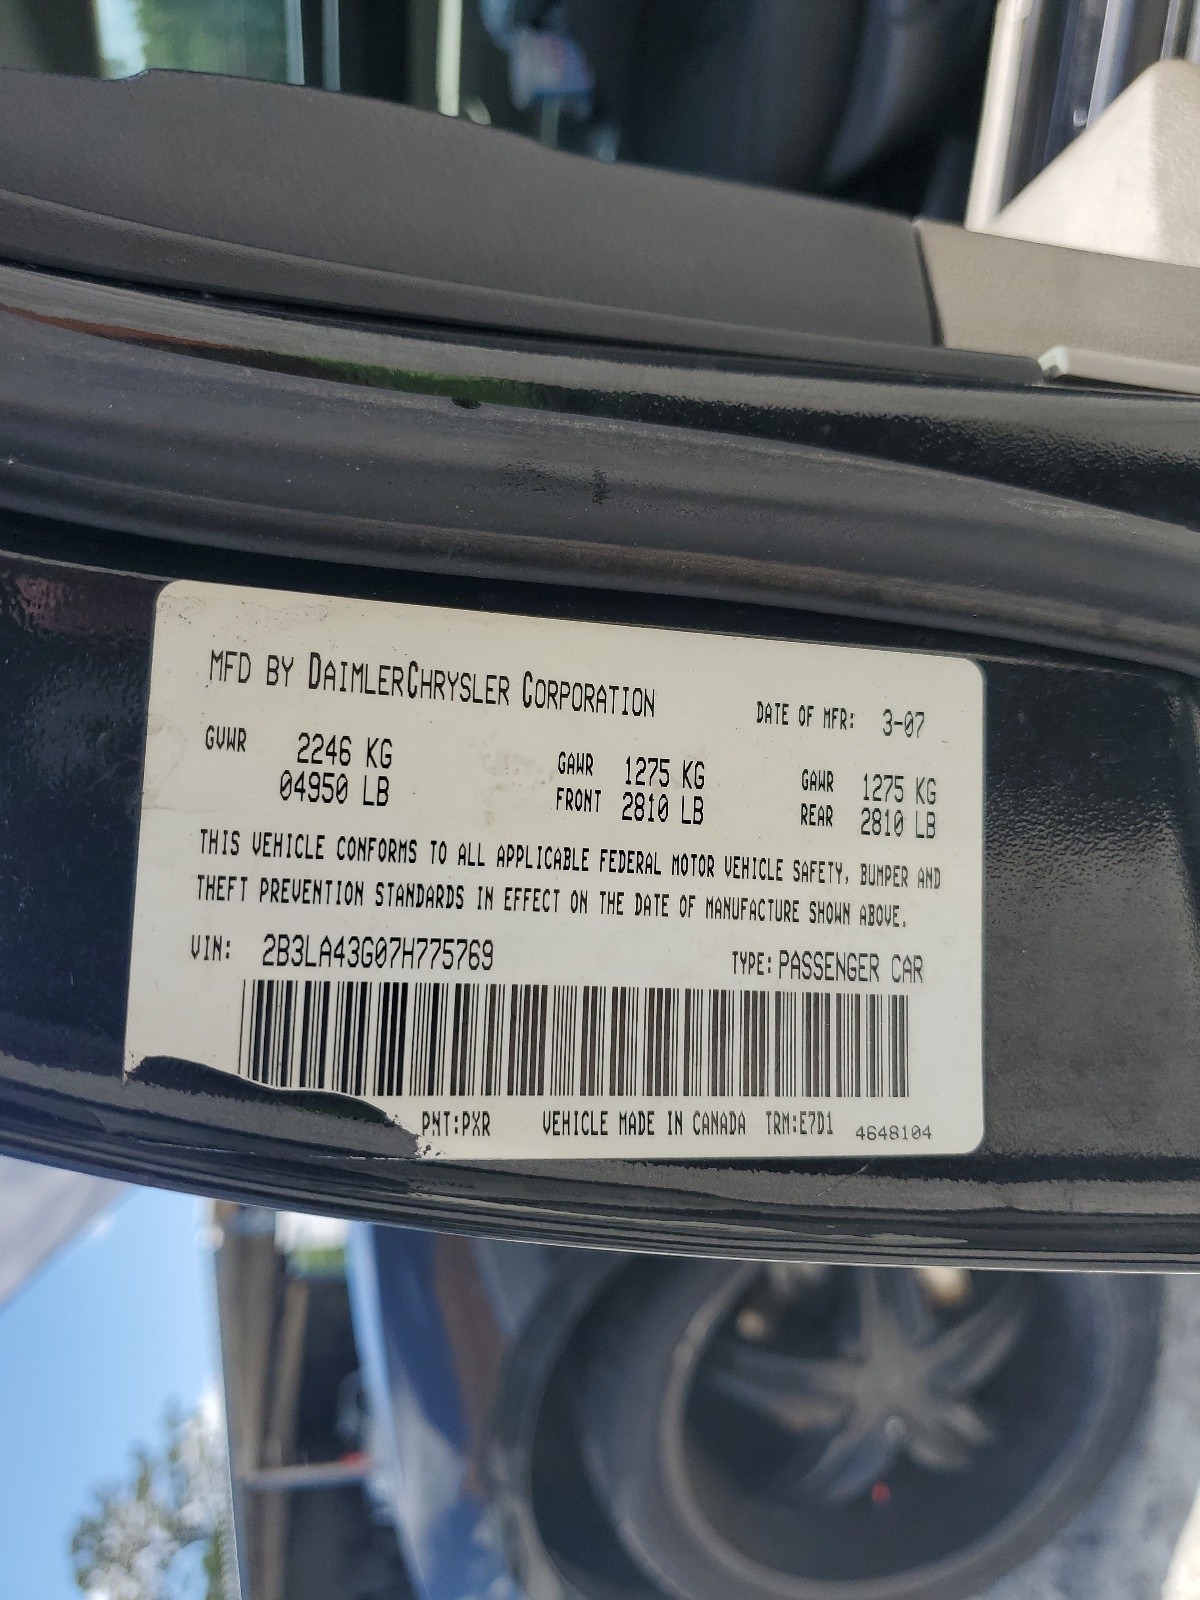 MFD BY DAIMLERCHRYSLER CORPORATION DATE OF MFR: 3-07
GVWR 2246 KG GAWR 1275 KG GAWR 1275 KG
04950 LB FRONT 2810 LB REAR 2810 LB
THIS VEHICLE CONFORMS TO ALL APPLICABLE FEDERAL MOTOR VEHICLE SAFETY, BUMPER AND
THEFT PREVENTION STANDARDS IN EFFECT ON THE DATE OF MANUFACTURE SHOWN ABOVE.
VIN: 2B3LA43G07H775769 TYPE: PASSENGER CAR
PNT:PXR VEHICLE MADE IN CANADA TRM:E7D1 4648104